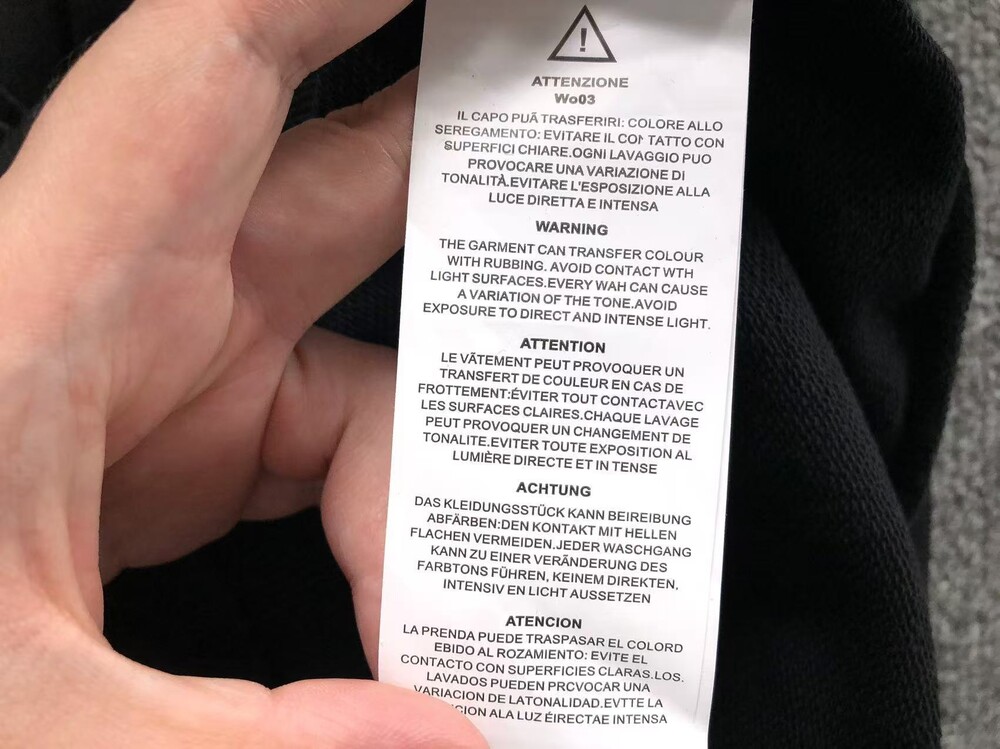 !
ATTENZIONE
Wo03
IL CAPO PUÃ TRASFERIRI: COLORE ALLO
SEREGAMENTO: EVITARE IL CON TATTO CON
SUPERFICI CHIARE.OGNI LAVAGGIO PUO
PROVOCARE UNA VARIAZIONE DI
TONALITÀ.EVITARE L'ESPOSIZIONE ALLA
LUCE DIRETTA E INTENSA
WARNING
THE GARMENT CAN TRANSFER COLOUR
WITH RUBBING. AVOID CONTACT WTH
LIGHT SURFACES.EVERY WAH CAN CAUSE
A VARIATION OF THE TONE.AVOID
EXPOSURE TO DIRECT AND INTENSE LIGHT.
ATTENTION
LE VÃTEMENT PEUT PROVOQUER UN
TRANSFERT DE COULEUR EN CAS DE
FROTTEMENT:ÉVITER TOUT CONTACTAVEC
LES SURFACES CLAIRES.CHAQUE LAVAGE
PEUT PROVOQUER UN CHANGEMENT DE
TONALITE.EVITER TOUTE EXPOSITION AL
LUMIÈRE DIRECTE ET IN TENSE
ACHTUNG
DAS KLEIDUNGSSTÜCK KANN BEIREIBUNG
ABFÄRBEN:DEN KONTAKT MIT HELLEN
FLACHEN VERMEIDEN.JEDER WASCHGANG
KANN ZU EINER VERÄNDERUNG DES
FARBTONS FÜHREN, KEINEM DIREKTEN,
INTENSIV EN LICHT AUSSETZEN
ATENCION
LA PRENDA PUEDE TRASPASAR EL COLORD
EBIDO AL ROZAMIENTO: EVITE EL
CONTACTO CON SUPERFICIES CLARAS.LOS.
LAVADOS PUEDEN PRCVOCAR UNA
VARIACION DE LATONALIDAD.EVTTE LA
ALA LUZ ÉIRECTAE INTENSA